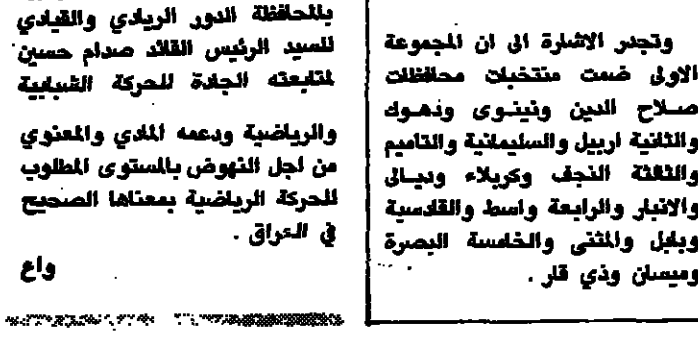 وتجدر الاشارة الى ان المجموعة
الاولى ضمت منتخبات محافظات
صلاح الدين ونينوى ودهوك
والثانية اربيل والسليمانية والتاميم
والثالثة النجف وكربلاء وديالى
والانبار والرابعة واسط والقادسية
وبابل والمثنى والخامسة البصرة
وميسان وذي قار .
بالمحافظة الدور الريادي والقيادي
للسيد الرئيس القائد صدام حسين
لمتابعته الجادة للحركة الشبابية
والرياضية ودعمه المادي والمعنوي
من اجل النهوض بالمستوى المطلوب
للحركة الرياضية بمعناها الصحيح
في العراق .
واع